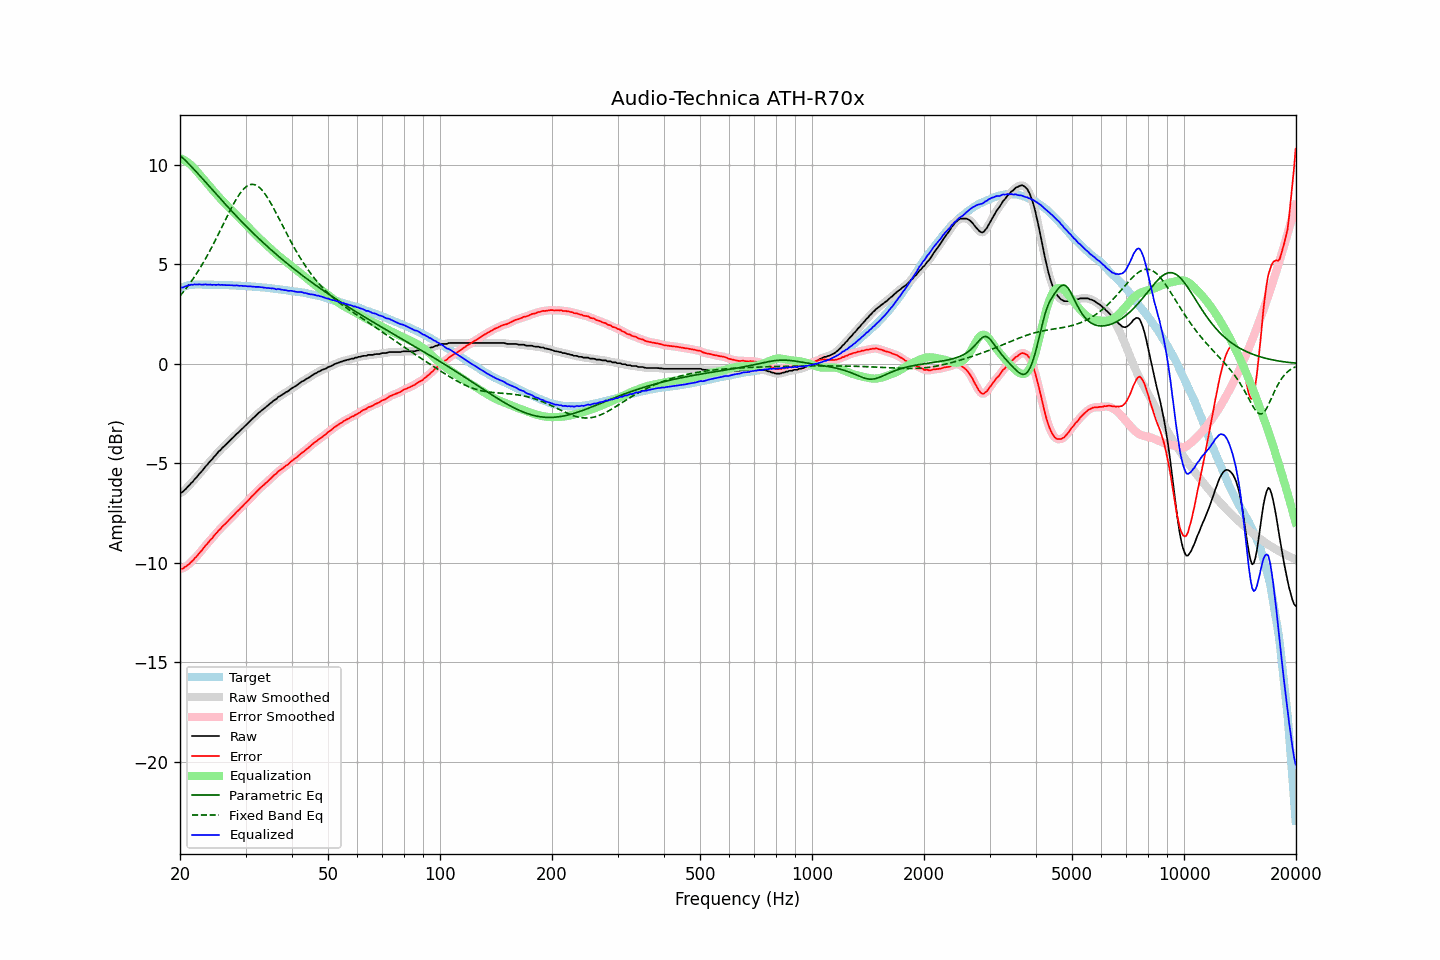 Audio-Technica ATH-R70x
Amplitude (dBr)
10
5
0
−5
−10
−15
−20
Target
Raw Smoothed
Error Smoothed
Raw
Error
Equalization
Parametric Eq
Fixed Band Eq
Equalized
20 50 100 200 500 1000 2000 5000 10000 20000
Frequency (Hz)